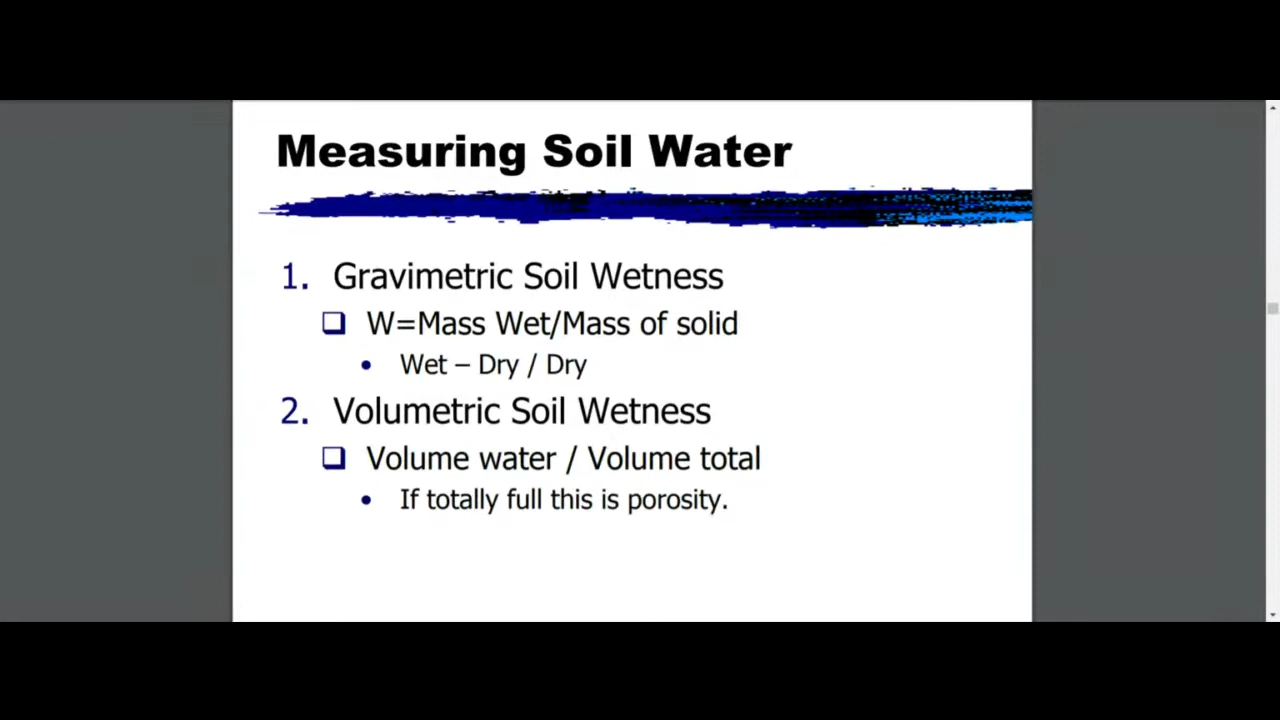 Measuring Soil Water
1. Gravimetric Soil Wetness
❑ W=Mass Wet/Mass of solid
• Wet – Dry / Dry
2. Volumetric Soil Wetness
❑ Volume water / Volume total
• If totally full this is porosity.